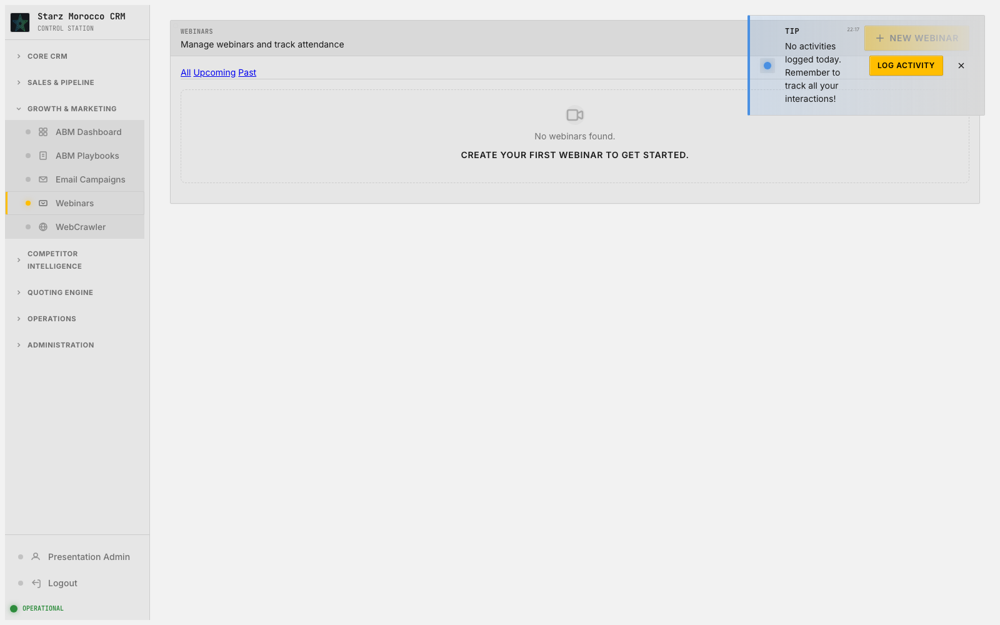 Starz Morocco CRM
CONTROL STATION
CORE CRM
SALES & PIPELINE
GROWTH & MARKETING
ABM Dashboard
ABM Playbooks
Email Campaigns
Webinars
WebCrawler
COMPETITOR
INTELLIGENCE
QUOTING ENGINE
OPERATIONS
ADMINISTRATION
Presentation Admin
Logout
OPERATIONAL
WEBINARS
Manage webinars and track attendance
NEW WEBINAR
All Upcoming Past
No webinars found.
CREATE YOUR FIRST WEBINAR TO GET STARTED.
TIP
22:17
No activities
logged today.
Remember to
track all your
interactions!
LOG ACTIVITY